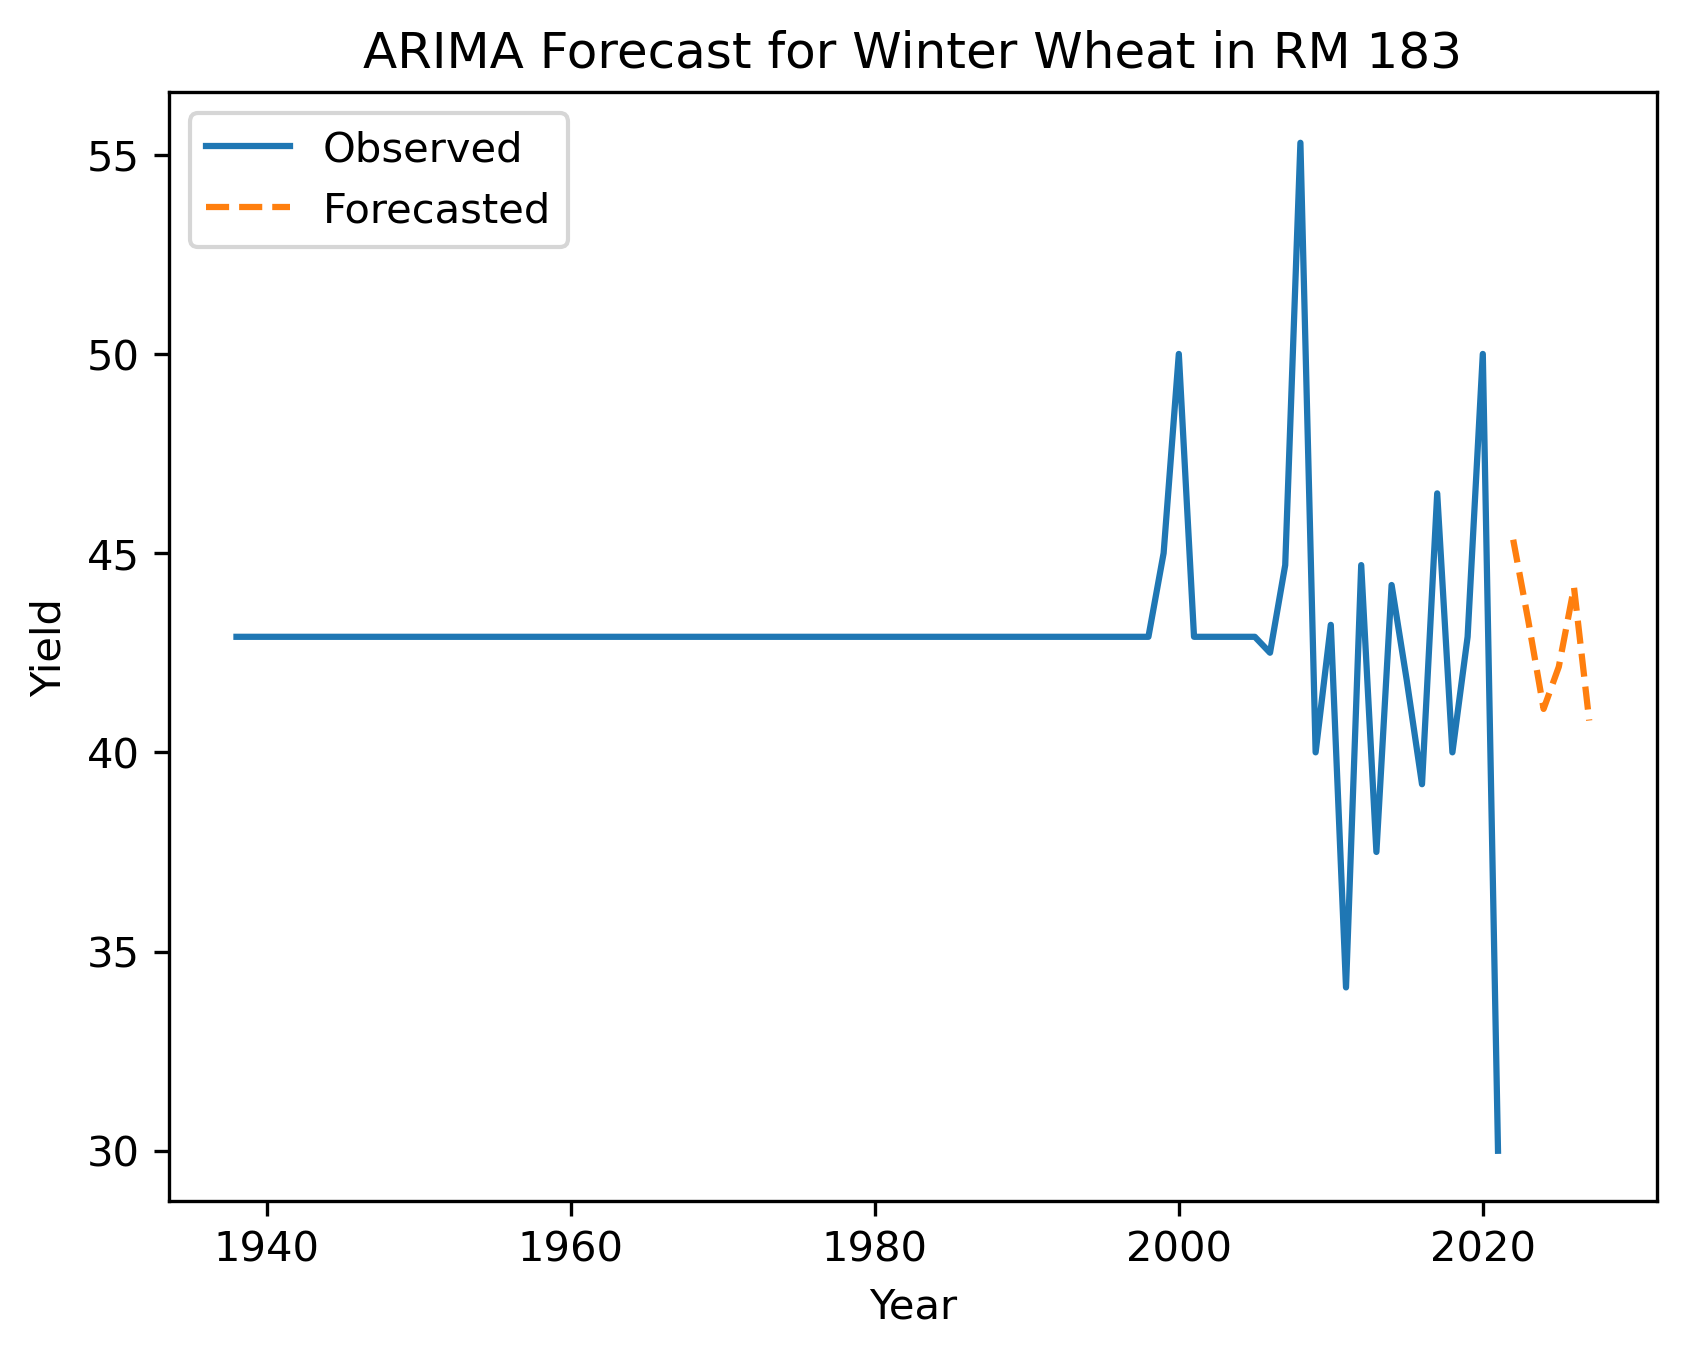 ARIMA Forecast for Winter Wheat in RM 183
Observed
Forecasted
55
50
45
40
35
30
Yield
1940 1960 1980 2000 2020
Year